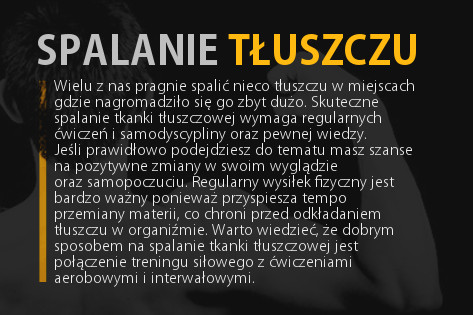 SPALANIE TŁUSZCZU
Wielu z nas pragnie spalić nieco tłuszczu w miejscach
gdzie nagromadziło się go zbyt dużo. Skuteczne
spalanie tkanki tłuszczowej wymaga regularnych
ćwiczeń i samodyscypliny oraz pewnej wiedzy.
Jeśli prawidłowo podejdziesz do tematu masz szanse
na pozytywne zmiany w swoim wyglądzie
oraz samopoczuciu. Regularny wysiłek fizyczny jest
bardzo ważny ponieważ przyspiesza tempo
przemiany materii, co chroni przed odkładaniem
tłuszczu w organiźmie. Warto wiedzieć, że dobrym
sposobem na spalanie tkanki tłuszczowej jest
połączenie treningu siłowego z ćwiczeniami
aerobowymi i interwałowymi.